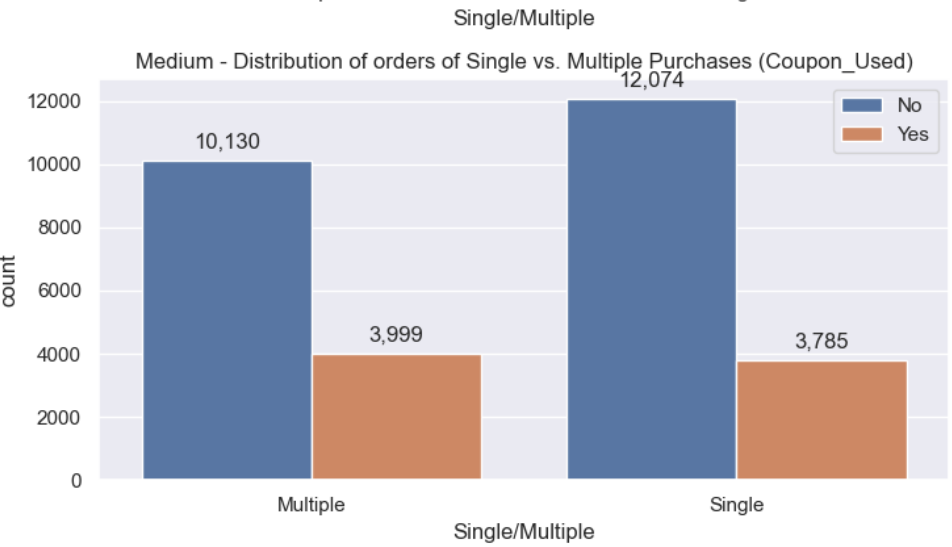 Single/Multiple
Medium - Distribution of orders of Single vs. Multiple Purchases (Coupon_Used)
12,074
12000
No
Yes
10,130
10000
8000
count
6000
3,999
3,785
4000
2000
0
Multiple
Single
Single/Multiple